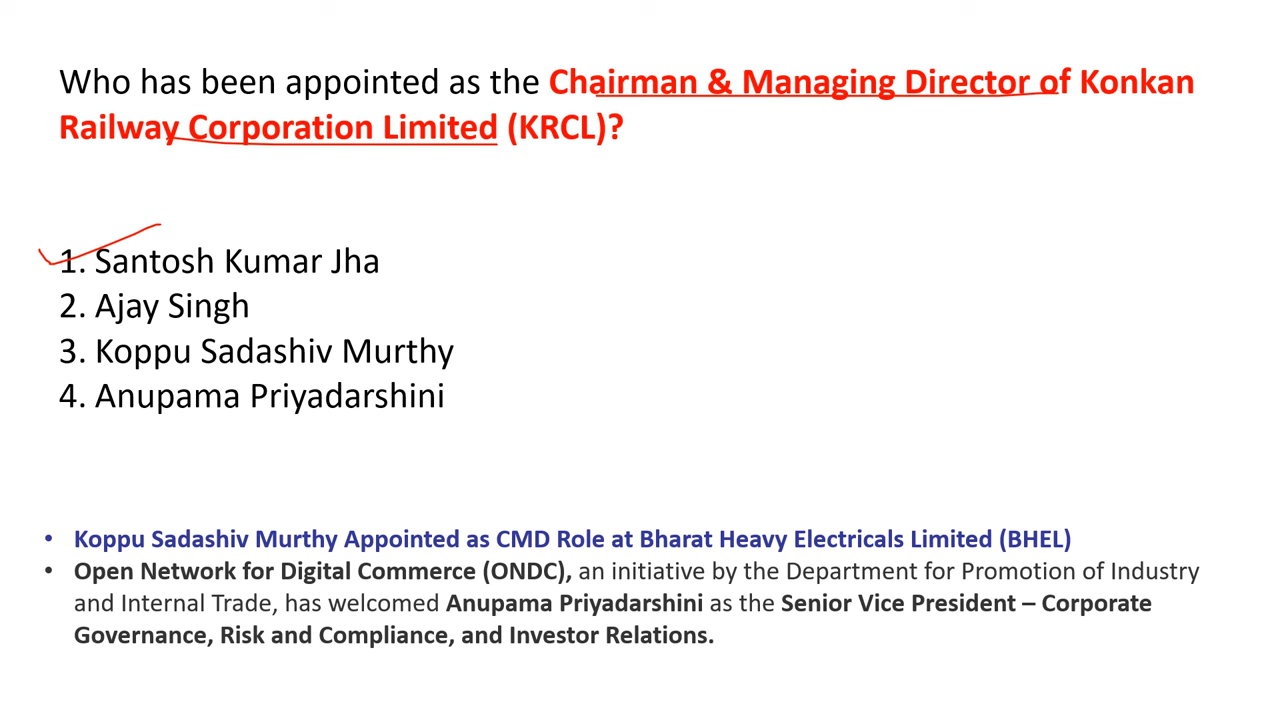 Who has been appointed as the Chairman & Managing Director of Konkan
Railway Corporation Limited (KRCL)?
1. Santosh Kumar Jha
2. Ajay Singh
3. Koppu Sadashiv Murthy
4. Anupama Priyadarshini
• Koppu Sadashiv Murthy Appointed as CMD Role at Bharat Heavy Electricals Limited (BHEL)
• Open Network for Digital Commerce (ONDC), an initiative by the Department for Promotion of Industry
and Internal Trade, has welcomed Anupama Priyadarshini as the Senior Vice President – Corporate
Governance, Risk and Compliance, and Investor Relations.